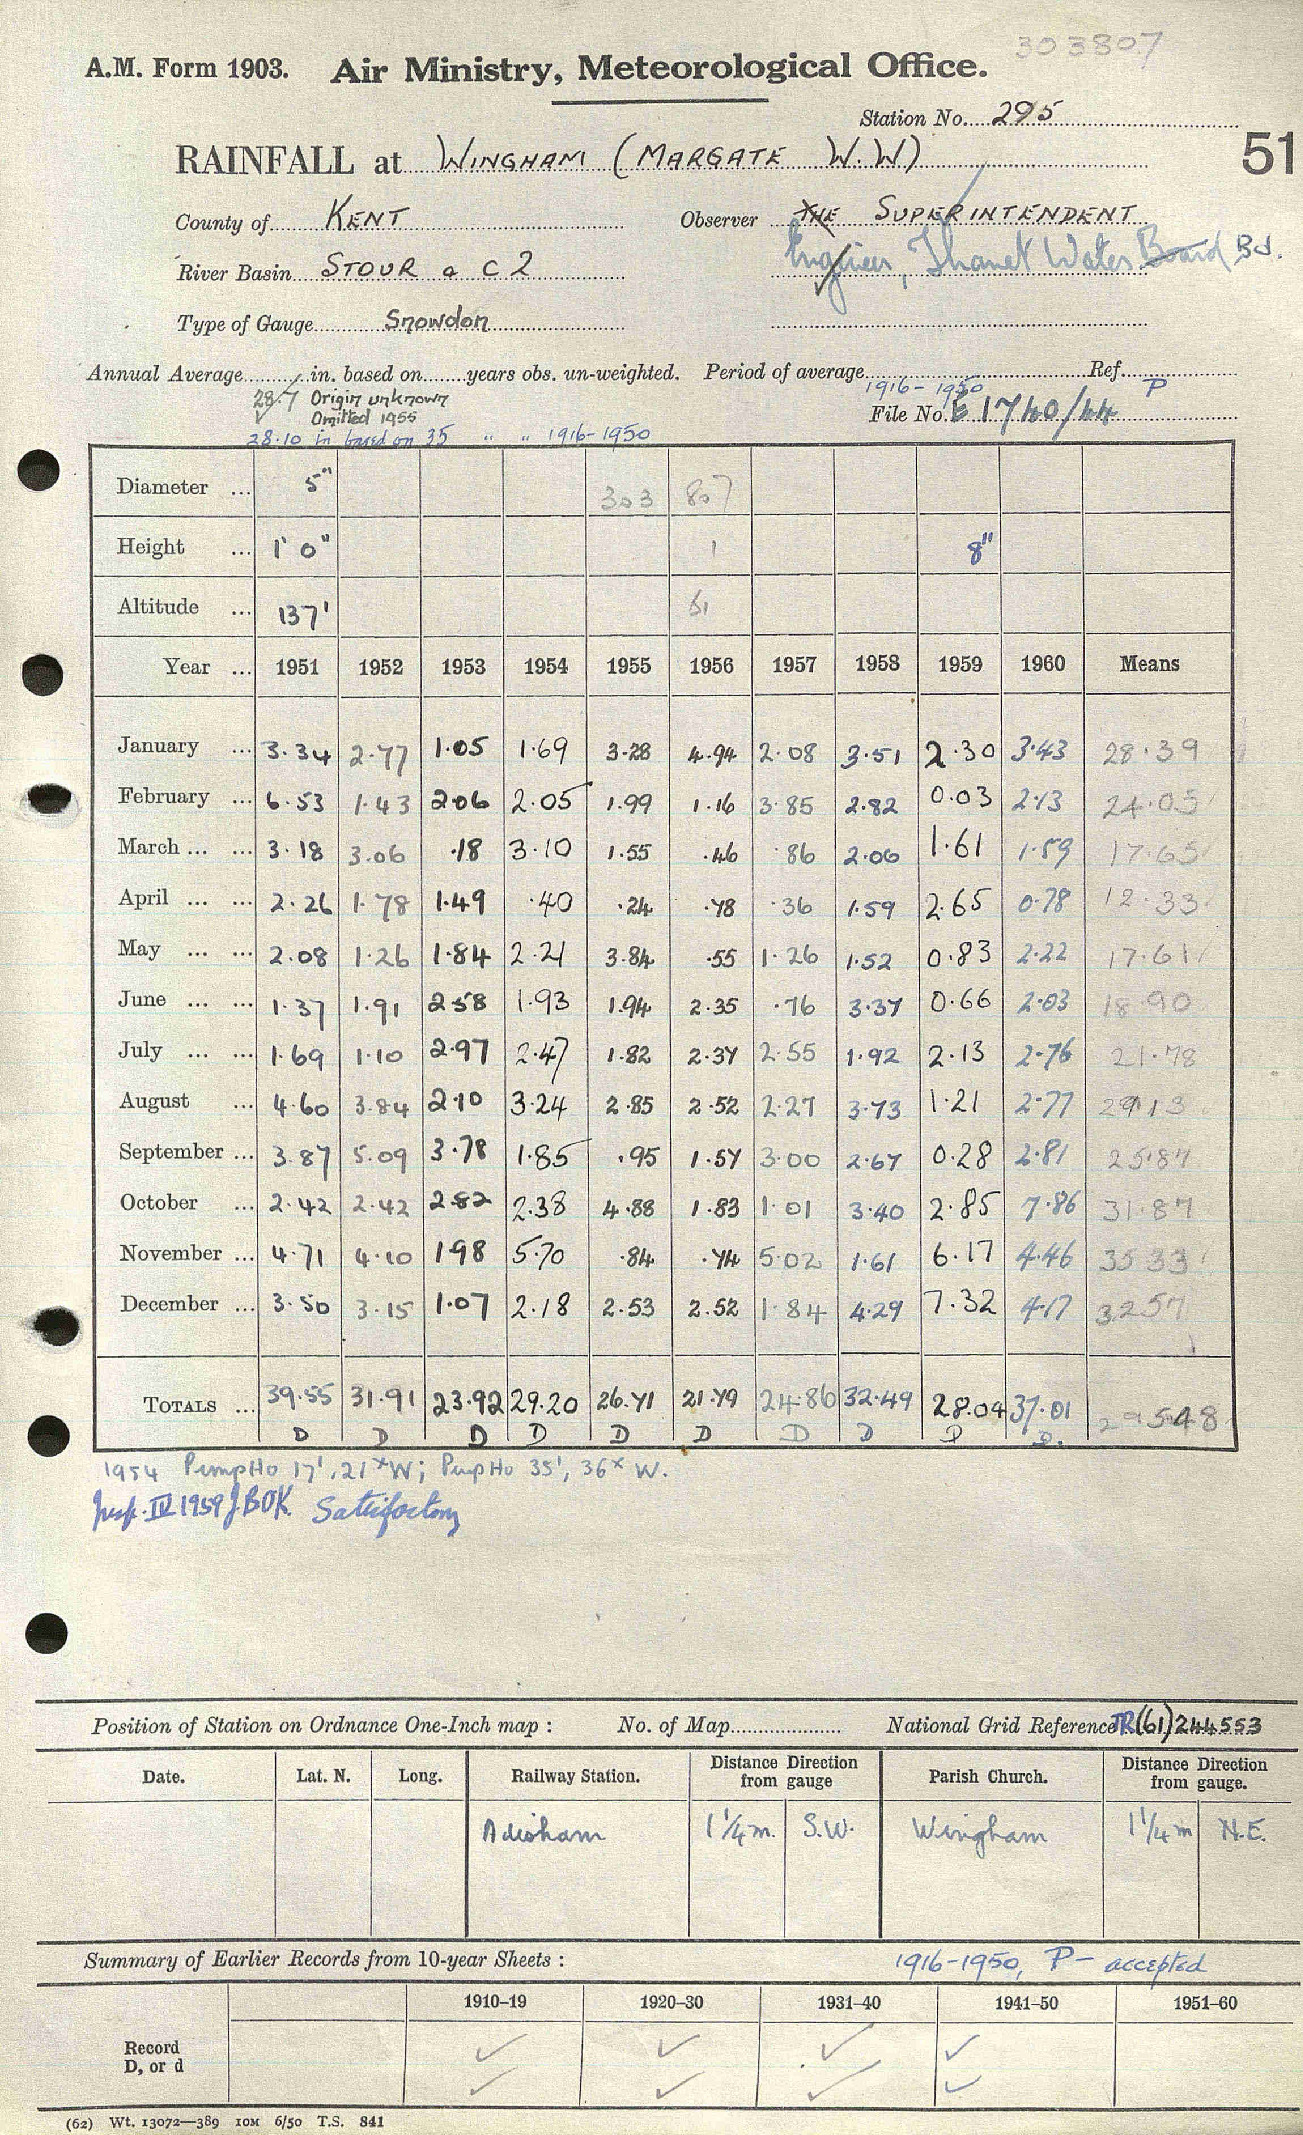 303807
A.M. Form 1903. Air Ministry, Meteorological Office.
Station No. 295
RAINFALL at WINGHAM (MARGATE W.W) 51
County of KENT Observer THE SUPERINTENDENT
Engineer, Thanet Water Board Bd.
River Basin STOUR & C2
Type of Gauge Snowdon
Annual Average in. based on years obs. un-weighted. Period of average 1916-1950 Ref. P
28.7 Origin unknown
Omitted 1955
File No. E 1740/44
28.10 in based on 35 " " 1916-1950
Diameter ... 5" 303 807
Height ... 1' 0" 1 8"
Altitude ... 137' 51
Year ... 1951 1952 1953 1954 1955 1956 1957 1958 1959 1960 Means
January ... 3.34 2.77 1.05 1.69 3.28 4.94 2.08 3.51 2.30 3.43 28.39
February ... 6.53 1.43 2.06 2.05 1.99 1.16 3.85 2.82 0.03 2.13 24.05
March ... ... 3.18 3.06 .18 3.10 1.55 .46 .86 2.06 1.61 1.59 17.65
April ... ... 2.26 1.78 1.49 .40 .24 .78 .36 1.59 2.65 0.78 12.33
May ... ... 2.08 1.26 1.84 2.21 3.84 .55 1.26 1.52 0.83 2.22 17.61
June ... ... 1.37 1.91 2.58 1.93 1.94 2.35 .76 3.37 0.66 2.03 18.90
July ... ... 1.69 1.10 2.97 2.47 1.82 2.37 2.55 1.92 2.13 2.76 21.78
August ... 4.60 3.84 2.10 3.24 2.85 2.52 2.27 3.73 1.21 2.77 29.13
September ... 3.87 5.09 3.78 1.85 .95 1.57 3.00 2.67 0.28 2.81 25.87
October ... 2.42 2.42 2.82 2.38 4.88 1.83 1.01 3.40 2.85 7.86 31.87
November ... 4.71 4.10 1.98 5.70 .84 .74 5.02 1.61 6.17 4.46 35.33
December ... 3.50 3.15 1.07 2.18 2.53 2.52 1.84 4.29 7.32 4.17 32.57
TOTALS ... 39.55 31.91 23.92 29.20 26.71 21.79 24.86 32.49 28.04 37.01 295.48
D D D D D D D D D D.
1954 PumpHo 17', 21ˣ W; PumpHo 35', 36ˣ W.
Insp. IV 1959 J.BOK. Satisfactory
Position of Station on Ordnance One-Inch map : No. of Map National Grid Reference TR(61)244553
Date. Lat. N. Long. Railway Station. Distance Direction from gauge Parish Church. Distance Direction from gauge.
Adisham 1¼ m. S.W. Wingham 1¼ m N.E.
Summary of Earlier Records from 10-year Sheets : 1916-1950, P- accepted
1910-19 1920-30 1931-40 1941-50 1951-60
Record
D, or d
(62) Wt. 13072—389 10M 6/50 T.S. 841